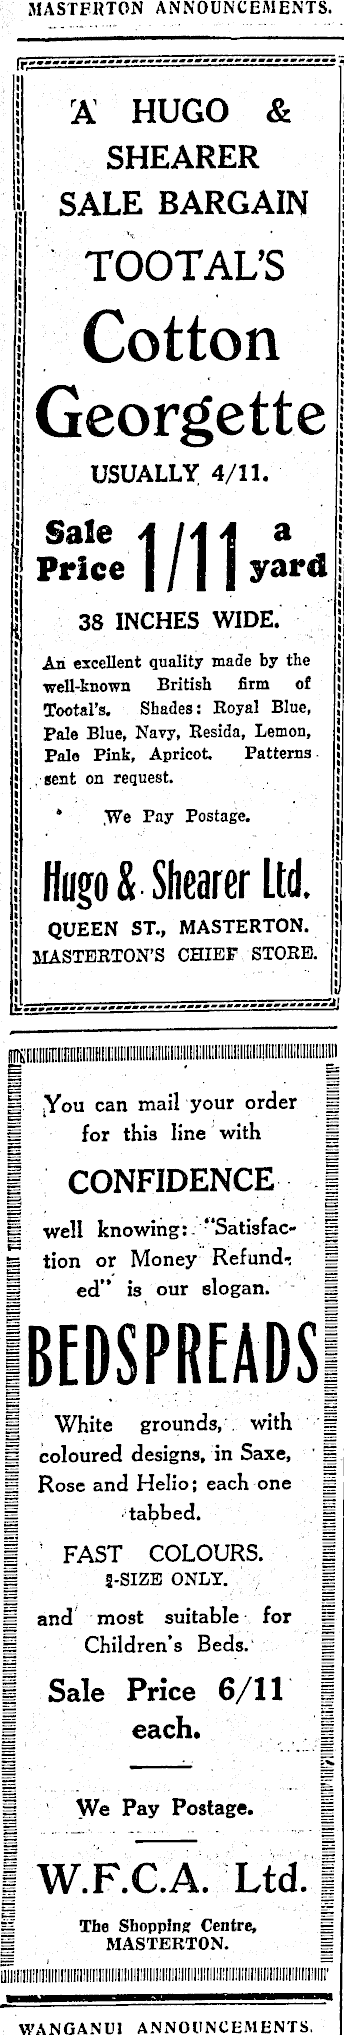 MASTERTON ANNOUNCEMENTS.
'A' HUGO &
SHEARER
SALE BARGAIN
TOOTAL'S
Cotton
Georgette
USUALLY 4/11.
Sale Price 1/11 a yard
38 INCHES WIDE.
An excellent quality made by the
well-known British firm of
Tootal's. Shades: Royal Blue,
Pale Blue, Navy, Resida, Lemon,
Pale Pink, Apricot. Patterns
sent on request.
We Pay Postage.
Hugo & Shearer Ltd.
QUEEN ST., MASTERTON.
MASTERTON'S CHIEF STORE.
You can mail your order
for this line with
CONFIDENCE
well knowing: "Satisfac-
tion or Money Refund-
ed" is our slogan.
BEDSPREADS
White grounds, with
coloured designs, in Saxe,
Rose and Helio; each one
tabbed.
FAST COLOURS.
-SIZE ONLY.
and most suitable for
Children's Beds.
Sale Price 6/11
each.
We Pay Postage.
W.F.C.A. Ltd.
The Shopping Centre,
MASTERTON.
WANGANUI ANNOUNCEMENTS.